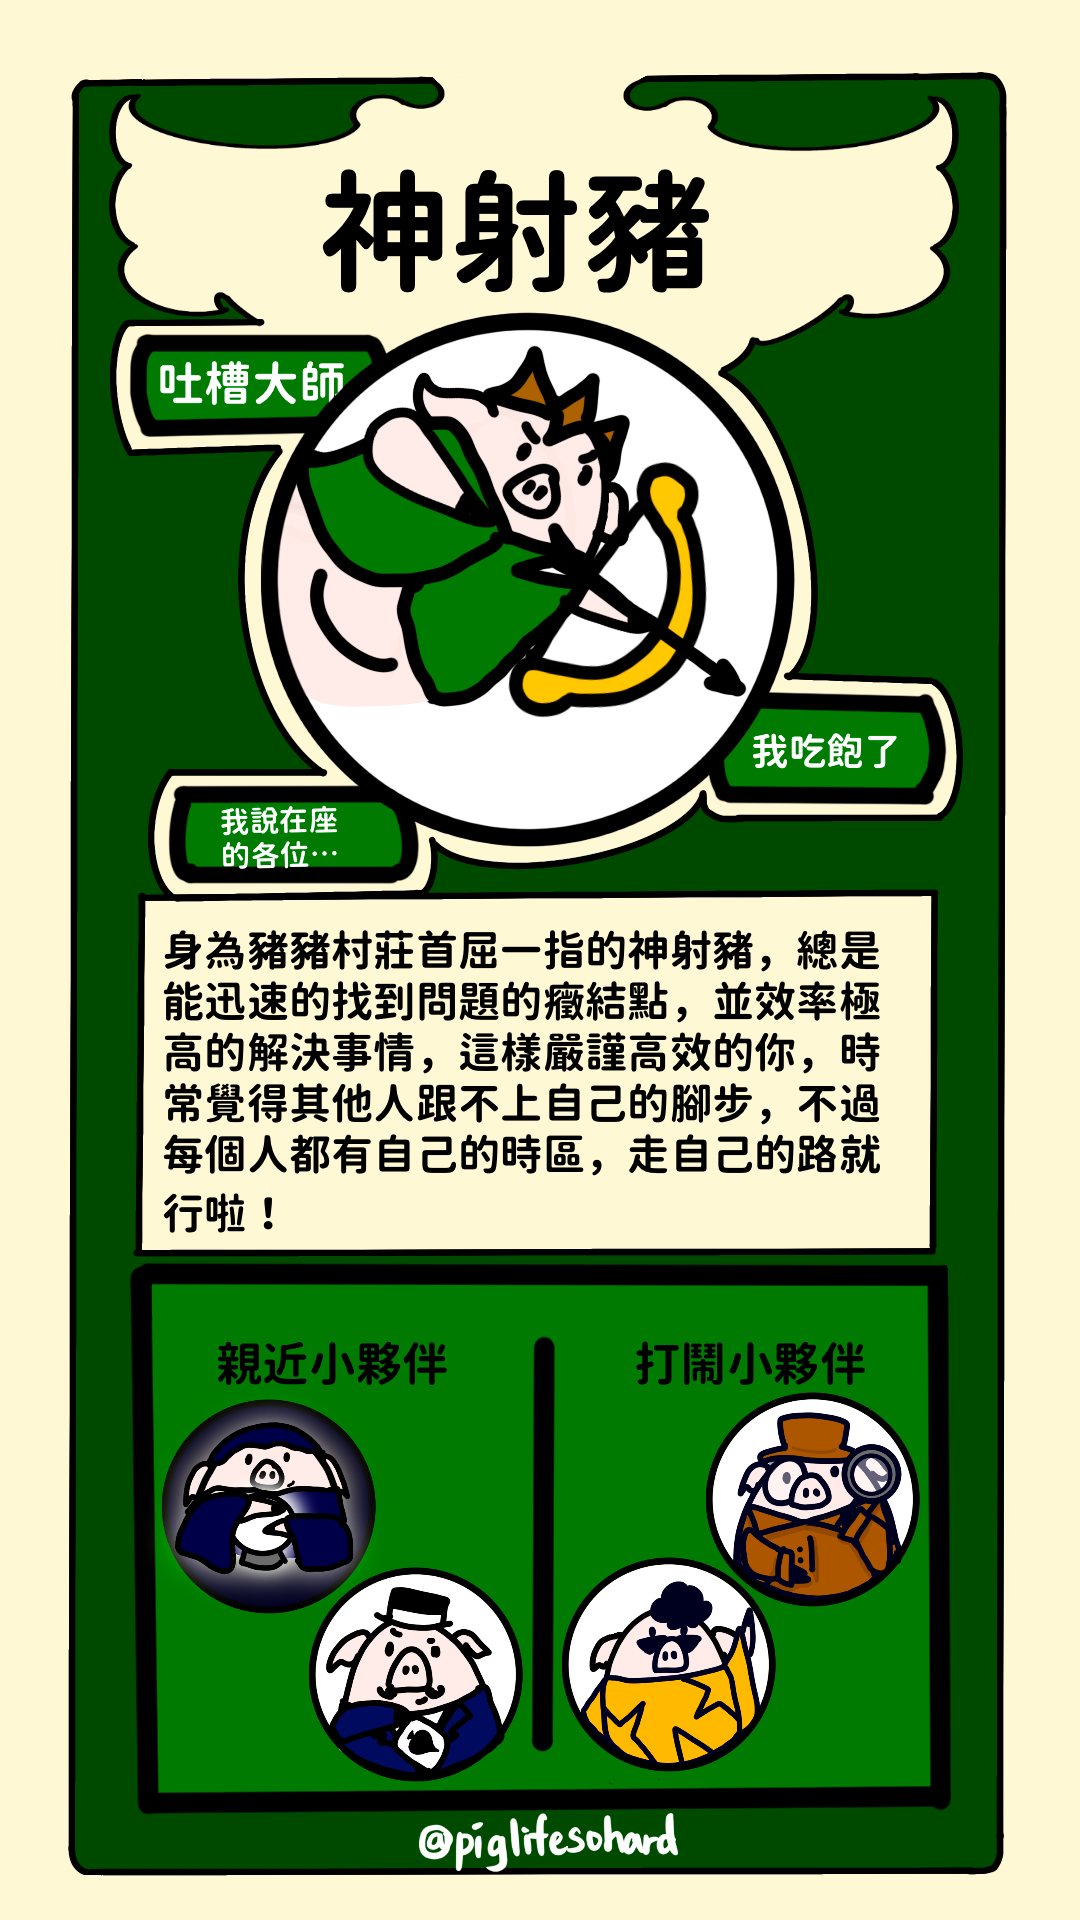 神射豬
吐槽大師
我吃飽了
我說在座
的各位…
身為豬豬村莊首屈一指的神射豬，總是
能迅速的找到問題的癥結點，並效率極
高的解決事情，這樣嚴謹高效的你，時
常覺得其他人跟不上自己的腳步，不過
每個人都有自己的時區，走自己的路就
行啦！
親近小夥伴
打鬧小夥伴
@piglifesohard